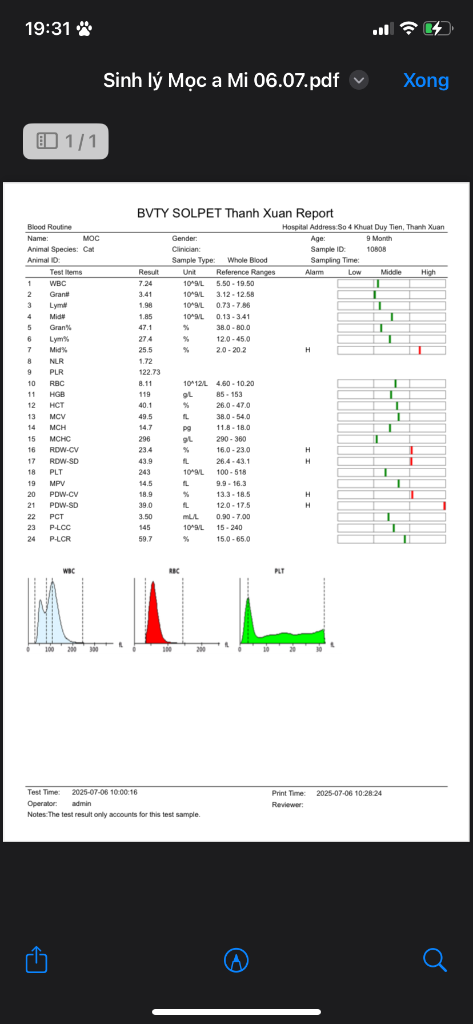 19:31
Sinh lý Mọc a Mi 06.07.pdf Xong
1/1
BVTY SOLPET Thanh Xuan Report
Blood Routine Hospital Address:So 4 Khuat Duy Tien, Thanh Xuan
Name: MOC Gender: Age: 9 Month
Animal Species: Cat Clinician: Sample ID: 10808
Animal ID: Sample Type: Whole Blood Sampling Time:
Test Items Result Unit Reference Ranges Alarm Low Middle High
1 WBC 7.24 10^9/L 5.50 - 19.50
2 Gran# 3.41 10^9/L 3.12 - 12.58
3 Lym# 1.98 10^9/L 0.73 - 7.86
4 Mid# 1.85 10^9/L 0.13 - 3.41
5 Gran% 47.1 % 38.0 - 80.0
6 Lym% 27.4 % 12.0 - 45.0
7 Mid% 25.5 % 2.0 - 20.2 H
8 NLR 1.72
9 PLR 122.73
10 RBC 8.11 10^12/L 4.60 - 10.20
11 HGB 119 g/L 85 - 153
12 HCT 40.1 % 26.0 - 47.0
13 MCV 49.5 fL 38.0 - 54.0
14 MCH 14.7 pg 11.8 - 18.0
15 MCHC 296 g/L 290 - 360
16 RDW-CV 23.4 % 16.0 - 23.0 H
17 RDW-SD 43.9 fL 26.4 - 43.1 H
18 PLT 243 10^9/L 100 - 518
19 MPV 14.5 fL 9.9 - 16.3
20 PDW-CV 18.9 % 13.3 - 18.5 H
21 PDW-SD 39.0 fL 12.0 - 17.5 H
22 PCT 3.50 mL/L 0.90 - 7.00
23 P-LCC 145 10^9/L 15 - 240
24 P-LCR 59.7 % 15.0 - 65.0
WBC RBC PLT
0 100 200 300 fL 0 100 200 fL 0 10 20 30 fL
Test Time: 2025-07-06 10:00:16 Print Time: 2025-07-06 10:28:24
Operator: admin Reviewer:
Notes:The test result only accounts for this test sample.